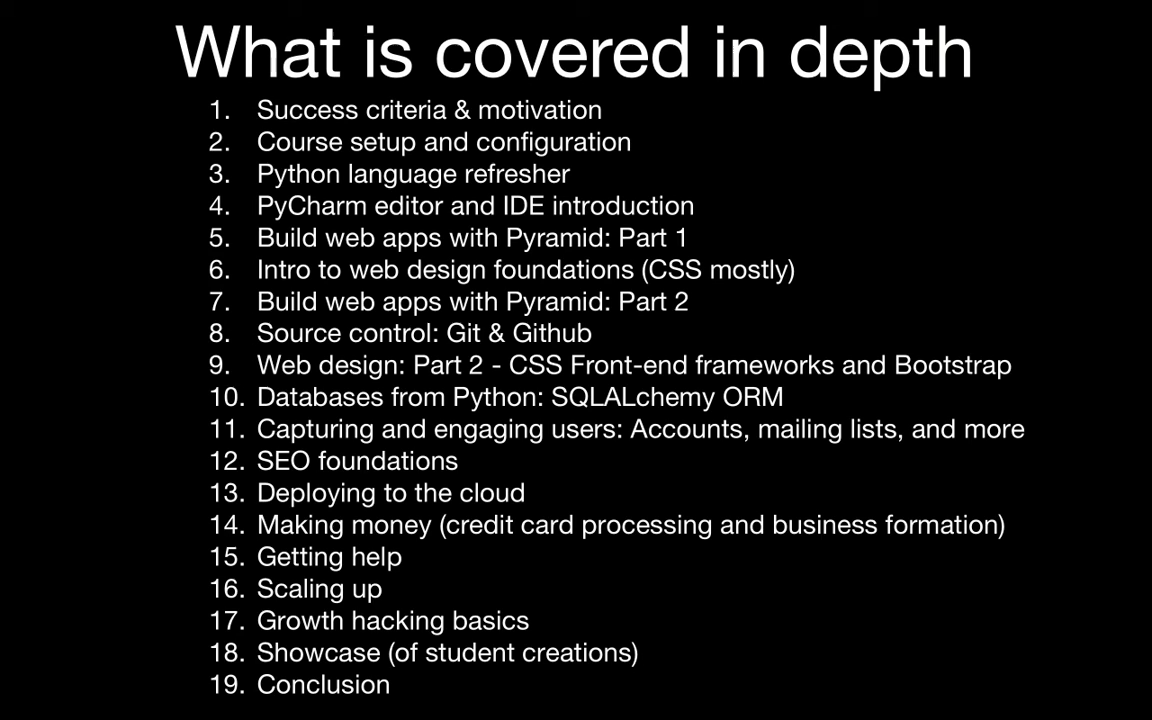 What is covered in depth
1. Success criteria & motivation
2. Course setup and configuration
3. Python language refresher
4. PyCharm editor and IDE introduction
5. Build web apps with Pyramid: Part 1
6. Intro to web design foundations (CSS mostly)
7. Build web apps with Pyramid: Part 2
8. Source control: Git & Github
9. Web design: Part 2 - CSS Front-end frameworks and Bootstrap
10. Databases from Python: SQLALchemy ORM
11. Capturing and engaging users: Accounts, mailing lists, and more
12. SEO foundations
13. Deploying to the cloud
14. Making money (credit card processing and business formation)
15. Getting help
16. Scaling up
17. Growth hacking basics
18. Showcase (of student creations)
19. Conclusion